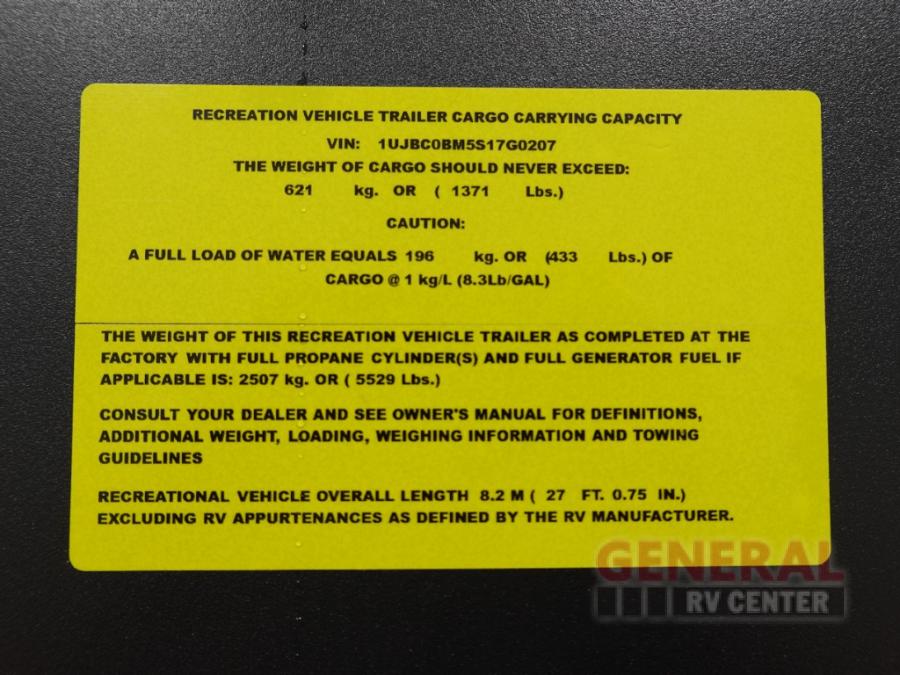 RECREATION VEHICLE TRAILER CARGO CARRYING CAPACITY
VIN: 1UJBC0BM5S17G0207
THE WEIGHT OF CARGO SHOULD NEVER EXCEED:
621 kg. OR ( 1371 Lbs.)
CAUTION:
A FULL LOAD OF WATER EQUALS 196 kg. OR (433 Lbs.) OF
CARGO @ 1 kg/L (8.3Lb/GAL)
THE WEIGHT OF THIS RECREATION VEHICLE TRAILER AS COMPLETED AT THE
FACTORY WITH FULL PROPANE CYLINDER(S) AND FULL GENERATOR FUEL IF
APPLICABLE IS: 2507 kg. OR ( 5529 Lbs.)
CONSULT YOUR DEALER AND SEE OWNER'S MANUAL FOR DEFINITIONS,
ADDITIONAL WEIGHT, LOADING, WEIGHING INFORMATION AND TOWING
GUIDELINES
RECREATIONAL VEHICLE OVERALL LENGTH 8.2 M ( 27 FT. 0.75 IN.)
EXCLUDING RV APPURTENANCES AS DEFINED BY THE RV MANUFACTURER.
GENERAL
RV CENTER